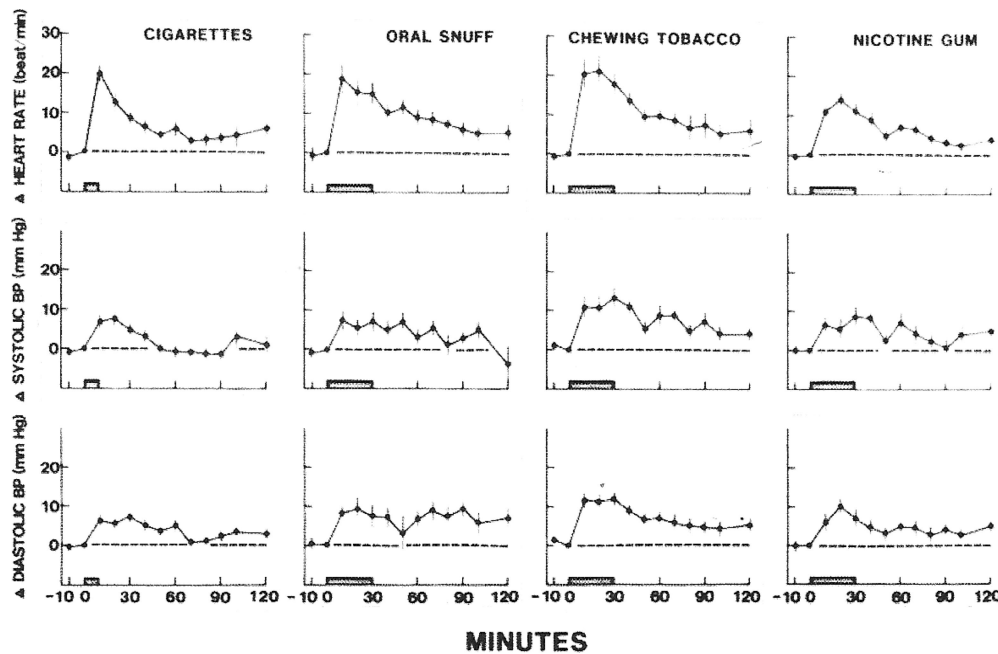 CIGARETTES
ORAL SNUFF
CHEWING TOBACCO
NICOTINE GUM
Δ HEART RATE (beat/min)
30
20
10
0
Δ SYSTOLIC BP (mm Hg)
20
10
0
Δ DIASTOLIC BP (mm Hg)
20
10
0
-10 0 30 60 90 120
-10 0 30 60 90 120
-10 0 30 60 90 120
-10 0 30 60 90 120
MINUTES